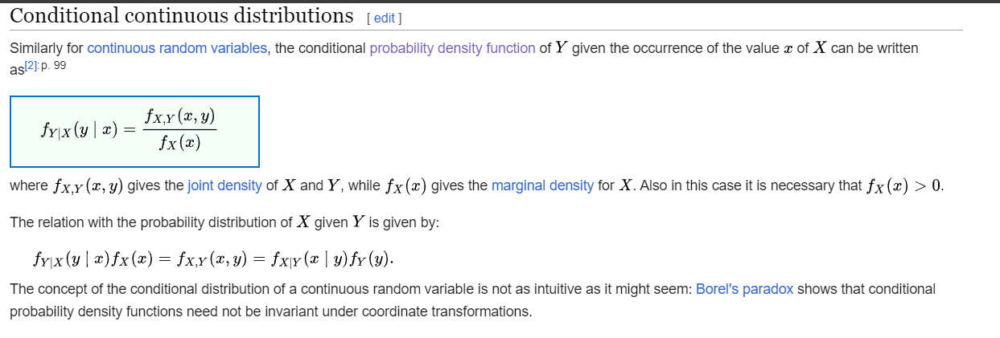 Conditional continuous distributions [ edit ]
Similarly for continuous random variables, the conditional probability density function of Y given the occurrence of the value x of X can be written
as[2]:p. 99
f_{Y|X}(y | x) = \frac{f_{X,Y}(x, y)}{f_X(x)}
where f_{X,Y}(x, y) gives the joint density of X and Y, while f_X(x) gives the marginal density for X. Also in this case it is necessary that f_X(x) > 0.
The relation with the probability distribution of X given Y is given by:
f_{Y|X}(y | x)f_X(x) = f_{X,Y}(x, y) = f_{X|Y}(x | y)f_Y(y).
The concept of the conditional distribution of a continuous random variable is not as intuitive as it might seem: Borel's paradox shows that conditional
probability density functions need not be invariant under coordinate transformations.